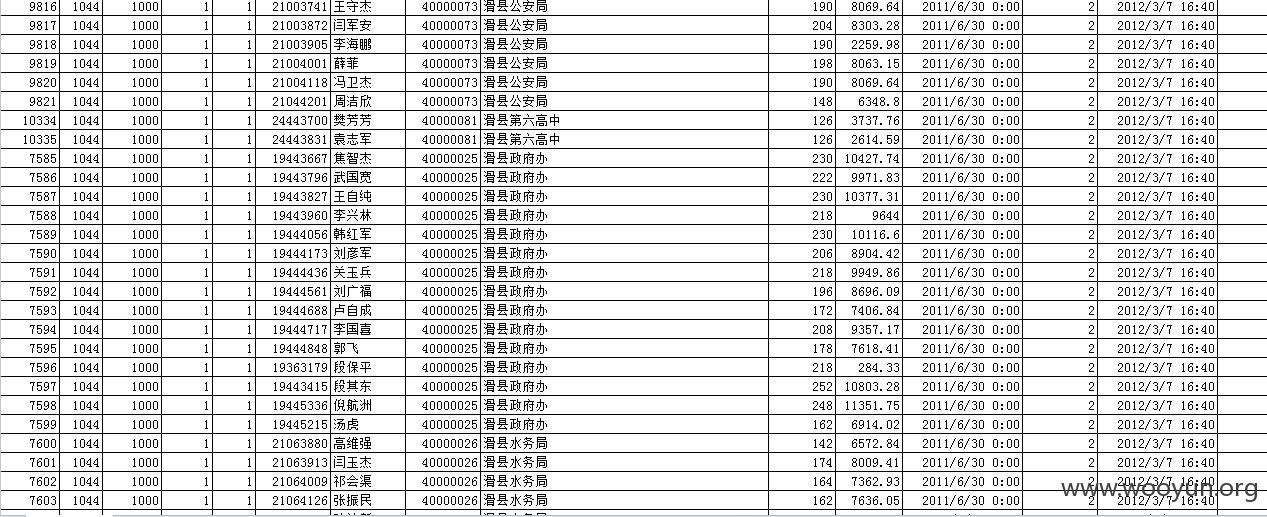 9816 1044 1000 1 1 21003741 王守杰 40000073 滑县公安局 190 8069.64 2011/6/30 0:00 2 2012/3/7 16:40
9817 1044 1000 1 1 21003872 闫军安 40000073 滑县公安局 204 8303.28 2011/6/30 0:00 2 2012/3/7 16:40
9818 1044 1000 1 1 21003905 李海鹏 40000073 滑县公安局 190 2259.98 2011/6/30 0:00 2 2012/3/7 16:40
9819 1044 1000 1 1 21004001 薛菲 40000073 滑县公安局 198 8063.15 2011/6/30 0:00 2 2012/3/7 16:40
9820 1044 1000 1 1 21004118 冯卫杰 40000073 滑县公安局 190 8069.64 2011/6/30 0:00 2 2012/3/7 16:40
9821 1044 1000 1 1 21044201 周洁欣 40000073 滑县公安局 148 6348.8 2011/6/30 0:00 2 2012/3/7 16:40
10334 1044 1000 1 1 24443700 樊芳芳 40000081 滑县第六高中 126 3737.76 2011/6/30 0:00 2 2012/3/7 16:40
10335 1044 1000 1 1 24443831 袁志军 40000081 滑县第六高中 126 2614.59 2011/6/30 0:00 2 2012/3/7 16:40
7585 1044 1000 1 1 19443667 焦智杰 40000025 滑县政府办 230 10427.74 2011/6/30 0:00 2 2012/3/7 16:40
7586 1044 1000 1 1 19443796 武国宽 40000025 滑县政府办 222 9971.83 2011/6/30 0:00 2 2012/3/7 16:40
7587 1044 1000 1 1 19443827 王自纯 40000025 滑县政府办 230 10377.31 2011/6/30 0:00 2 2012/3/7 16:40
7588 1044 1000 1 1 19443960 李兴林 40000025 滑县政府办 218 9644 2011/6/30 0:00 2 2012/3/7 16:40
7589 1044 1000 1 1 19444056 韩红军 40000025 滑县政府办 230 10116.6 2011/6/30 0:00 2 2012/3/7 16:40
7590 1044 1000 1 1 19444173 刘彦军 40000025 滑县政府办 206 8904.42 2011/6/30 0:00 2 2012/3/7 16:40
7591 1044 1000 1 1 19444436 关玉兵 40000025 滑县政府办 218 9949.86 2011/6/30 0:00 2 2012/3/7 16:40
7592 1044 1000 1 1 19444561 刘广福 40000025 滑县政府办 196 8696.09 2011/6/30 0:00 2 2012/3/7 16:40
7593 1044 1000 1 1 19444688 卢自成 40000025 滑县政府办 172 7406.84 2011/6/30 0:00 2 2012/3/7 16:40
7594 1044 1000 1 1 19444717 李国喜 40000025 滑县政府办 208 9357.17 2011/6/30 0:00 2 2012/3/7 16:40
7595 1044 1000 1 1 19444848 郭飞 40000025 滑县政府办 178 7618.41 2011/6/30 0:00 2 2012/3/7 16:40
7596 1044 1000 1 1 19363179 段保平 40000025 滑县政府办 218 284.33 2011/6/30 0:00 2 2012/3/7 16:40
7597 1044 1000 1 1 19443415 段其东 40000025 滑县政府办 252 10803.28 2011/6/30 0:00 2 2012/3/7 16:40
7598 1044 1000 1 1 19445336 倪航洲 40000025 滑县政府办 248 11351.75 2011/6/30 0:00 2 2012/3/7 16:40
7599 1044 1000 1 1 19445215 汤虎 40000025 滑县政府办 162 6914.02 2011/6/30 0:00 2 2012/3/7 16:40
7600 1044 1000 1 1 21063880 高维强 40000026 滑县水务局 142 6572.84 2011/6/30 0:00 2 2012/3/7 16:40
7601 1044 1000 1 1 21063913 闫玉杰 40000026 滑县水务局 174 8009.41 2011/6/30 0:00 2 2012/3/7 16:40
7602 1044 1000 1 1 21064009 祁会渠 40000026 滑县水务局 164 7362.93 2011/6/30 0:00 2 2012/3/7 16:40
7603 1044 1000 1 1 21064126 张振民 40000026 滑县水务局 162 7636.05 2011/6/30 0:00 2 2012/3/7 16:40
www.wooyun.org